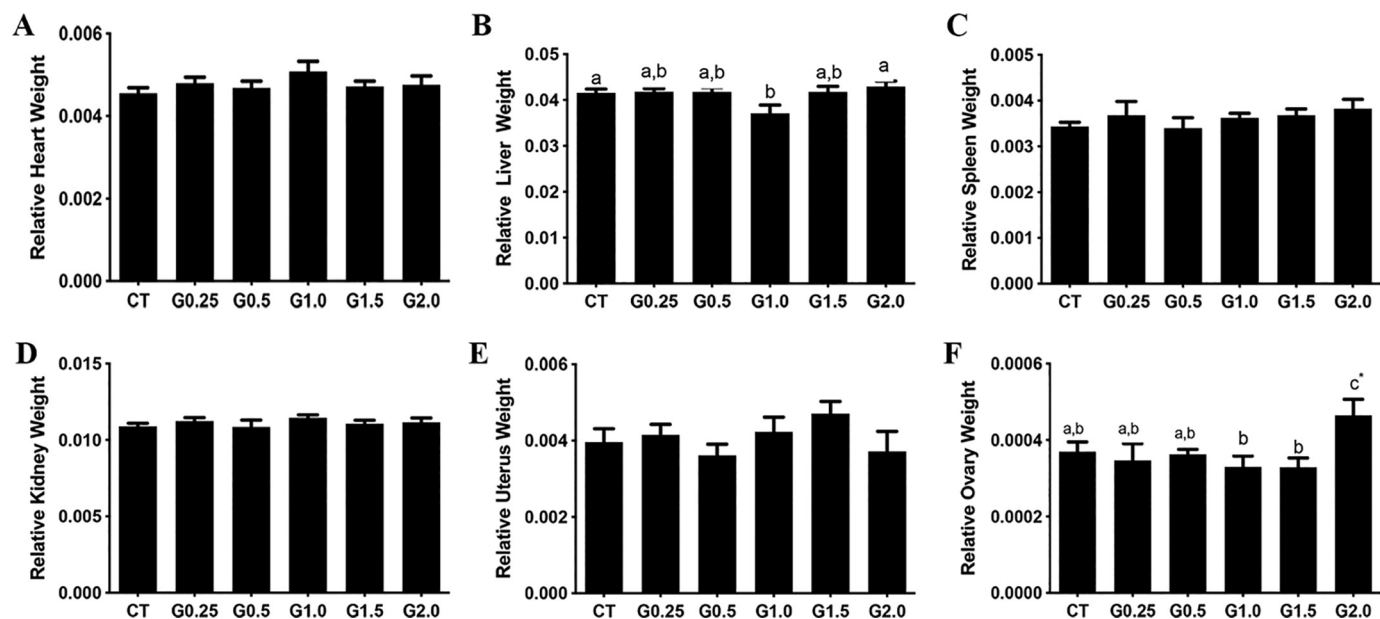 A
Relative Heart Weight
0.006
0.004
0.002
0.000
CT G0.25 G0.5 G1.0 G1.5 G2.0
B
Relative Liver Weight
0.05
0.04
0.03
0.02
0.01
0.00
a a,b a,b b a,b a
CT G0.25 G0.5 G1.0 G1.5 G2.0
C
Relative Spleen Weight
0.005
0.004
0.003
0.002
0.001
0.000
CT G0.25 G0.5 G1.0 G1.5 G2.0
D
Relative Kidney Weight
0.015
0.010
0.005
0.000
CT G0.25 G0.5 G1.0 G1.5 G2.0
E
Relative Uterus Weight
0.006
0.004
0.002
0.000
CT G0.25 G0.5 G1.0 G1.5 G2.0
F
Relative Ovary Weight
0.0006
0.0004
0.0002
0.0000
a,b a,b a,b b b c*
CT G0.25 G0.5 G1.0 G1.5 G2.0